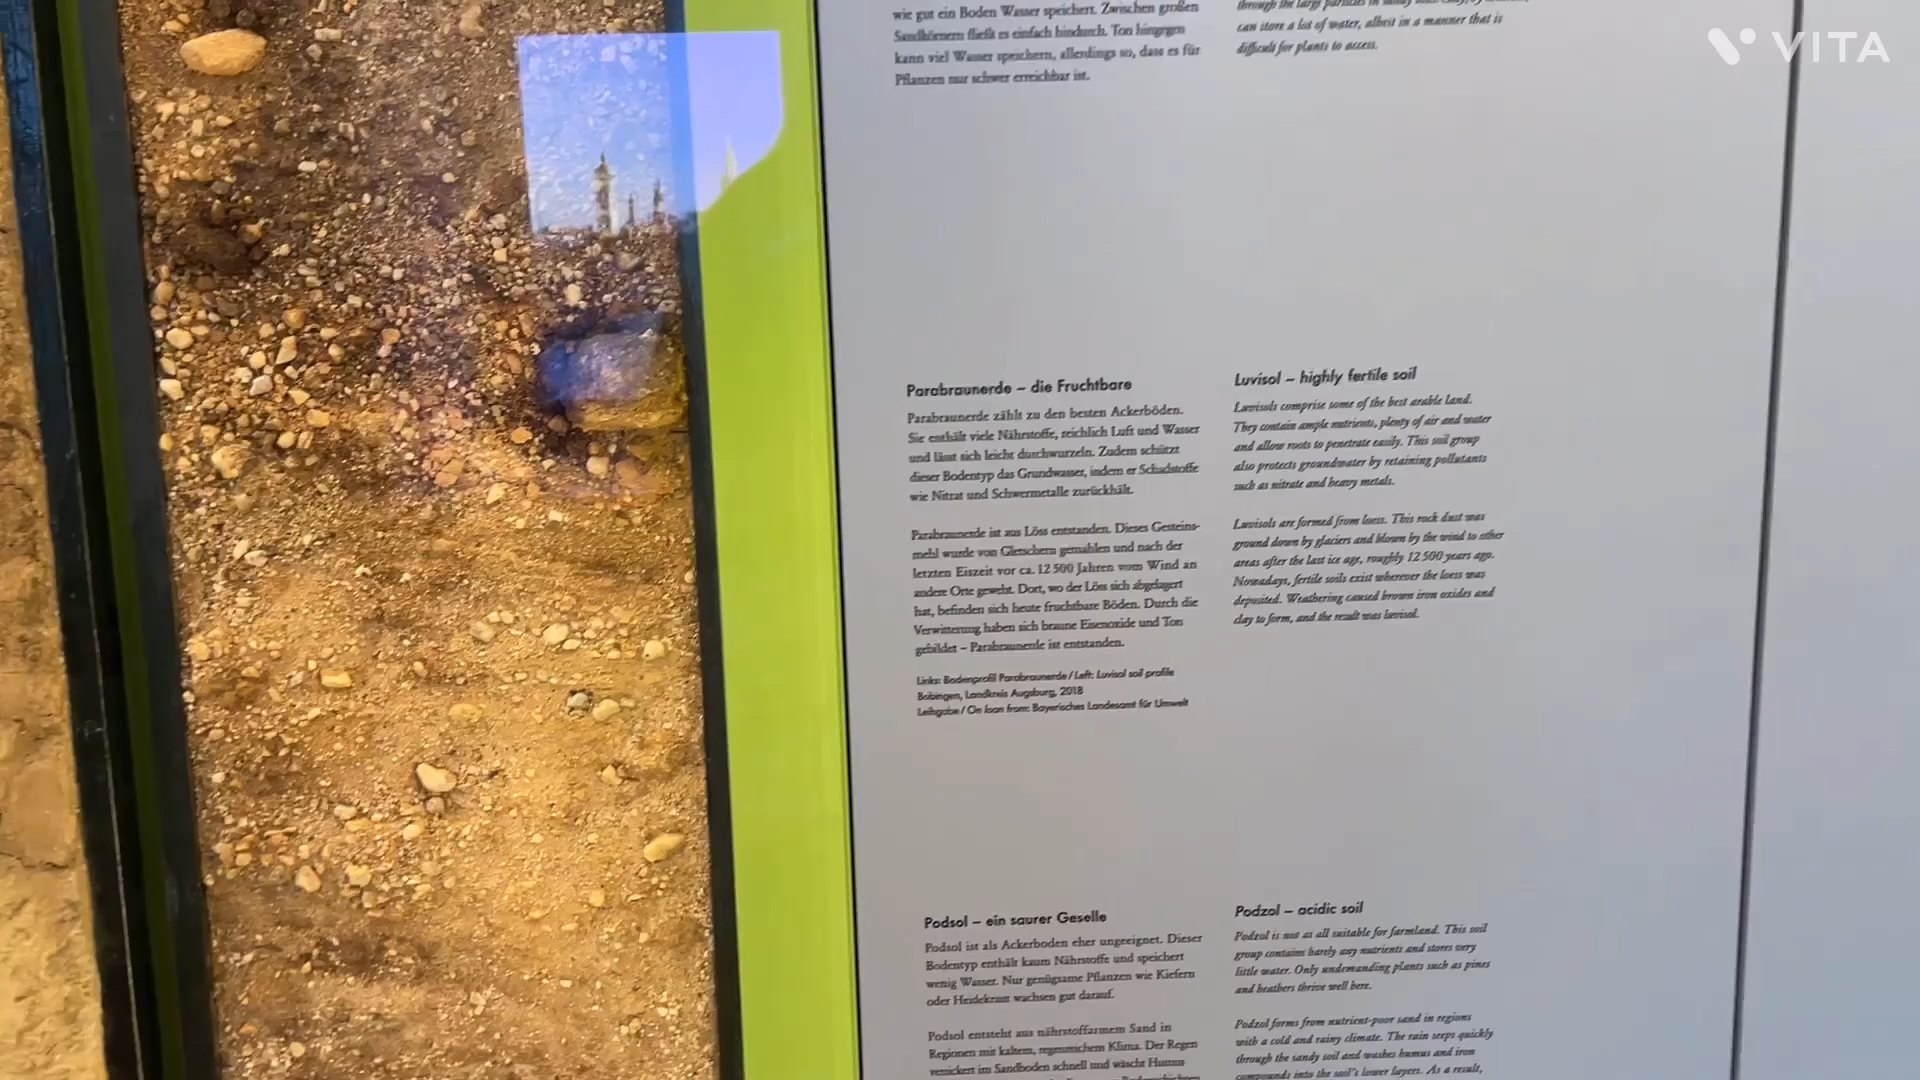 wie gut ein Boden Wasser speichert. Zwischen großen
Sandkörnern fließt es einfach hindurch. Ton hingegen
kann viel Wasser speichern, allerdings so, dass es für
Pflanzen nur schwer erreichbar ist.
can store a lot of water, albeit in a manner that is
difficult for plants to access.
VITA
Parabraunerde – die Fruchtbare
Parabraunerde zählt zu den besten Ackerböden.
Sie enthält viele Nährstoffe, reichlich Luft und Wasser
und lässt sich leicht durchwurzeln. Zudem schützt
dieser Bodentyp das Grundwasser, indem er Schadstoffe
wie Nitrat und Schwermetalle zurückhält.
Parabraunerde ist aus Löss entstanden. Dieses Gesteins-
mehl wurde von Gletschern gemahlen und nach der
letzten Eiszeit vor ca. 12 500 Jahren vom Wind an
andere Orte geweht. Dort, wo der Löss sich abgelagert
hat, befinden sich heute fruchtbare Böden. Durch die
Verwitterung haben sich braune Eisenoxide und Ton
gebildet – Parabraunerde ist entstanden.
Links: Bodenprofil Parabraunerde / Left: Luvisol soil profile
Bobingen, Landkreis Augsburg, 2018
Leihgabe / On loan from: Bayerisches Landesamt für Umwelt
Luvisol – highly fertile soil
Luvisols comprise some of the best arable land.
They contain ample nutrients, plenty of air and water
and allow roots to penetrate easily. This soil group
also protects groundwater by retaining pollutants
such as nitrate and heavy metals.
Luvisols are formed from loess. This rock dust was
ground down by glaciers and blown by the wind to other
areas after the last ice age, roughly 12 500 years ago.
Nowadays, fertile soils exist wherever the loess was
deposited. Weathering caused brown iron oxides and
clay to form, and the result was luvisol.
Podsol – ein saurer Geselle
Podsol ist als Ackerboden eher ungeeignet. Dieser
Bodentyp enthält kaum Nährstoffe und speichert
wenig Wasser. Nur genügsame Pflanzen wie Kiefern
oder Heidekraut wachsen gut darauf.
Podsol entsteht aus nährstoffarmem Sand in
Regionen mit kaltem, regenreichem Klima. Der Regen
versickert im Sandboden schnell und wäscht Humus
Podzol – acidic soil
Podzol is not at all suitable for farmland. This soil
group contains barely any nutrients and stores very
little water. Only undemanding plants such as pines
and heathers thrive well here.
Podzol forms from nutrient-poor sand in regions
with a cold and rainy climate. The rain seeps quickly
through the sandy soil and washes humus and iron
compounds into the soil's lower layers. As a result,